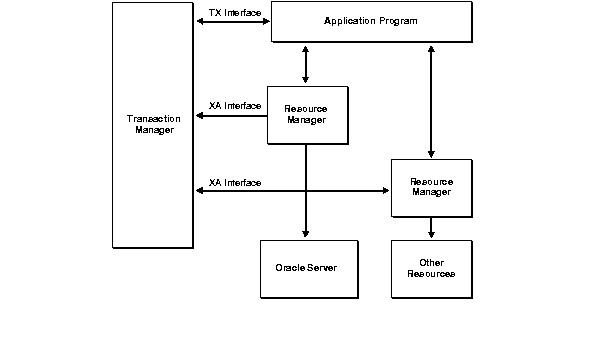 TX Interface
Application Program
XA Interface
Resource
Manager
Transaction
Manager
XA Interface
Resource
Manager
Oracle Server
Other
Resources